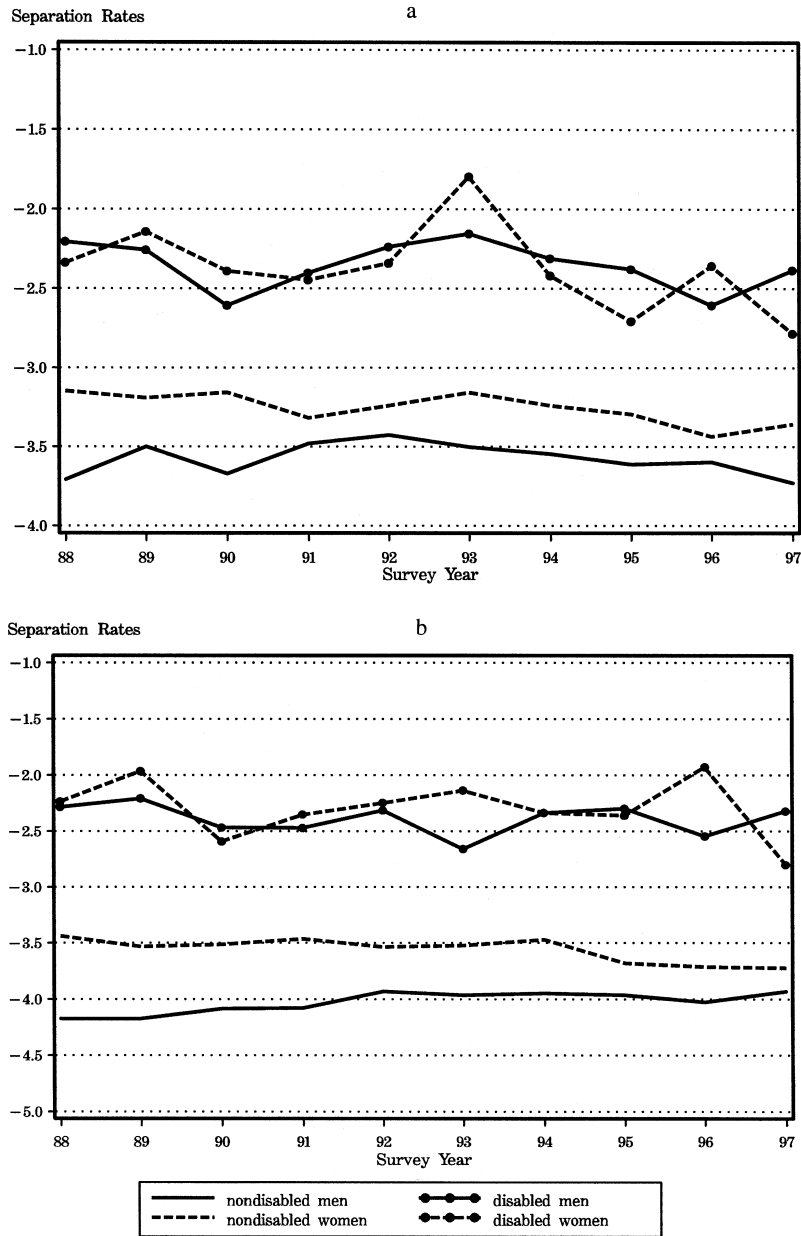 Separation Rates
a
−1.0
−1.5
−2.0
−2.5
−3.0
−3.5
−4.0
88 89 90 91 92 93 94 95 96 97
Survey Year
Separation Rates
b
−1.0
−1.5
−2.0
−2.5
−3.0
−3.5
−4.0
−4.5
−5.0
88 89 90 91 92 93 94 95 96 97
Survey Year
nondisabled men disabled men
nondisabled women disabled women